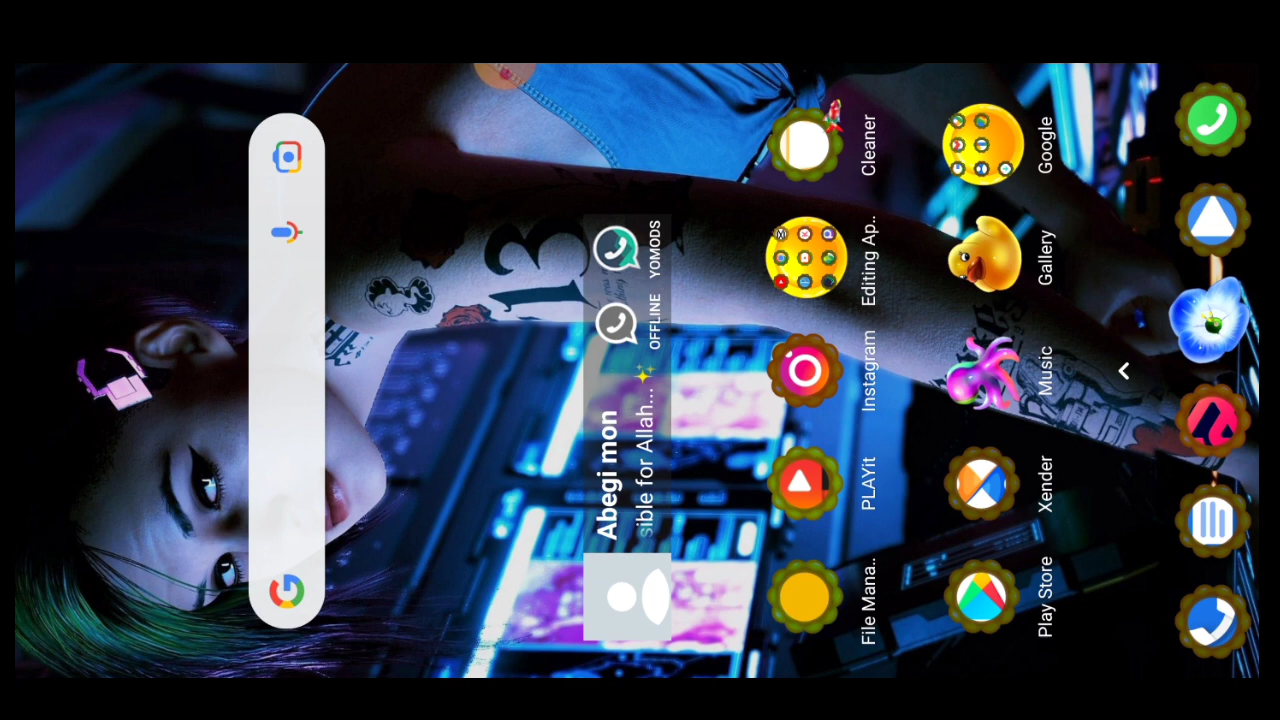 Abegi mon
sible for Allah... ✨
OFFLINE
YOMODS
File Mana..
PLAYit
Instagram
Editing Ap..
Cleaner
Play Store
Xender
Music
Gallery
Google
13